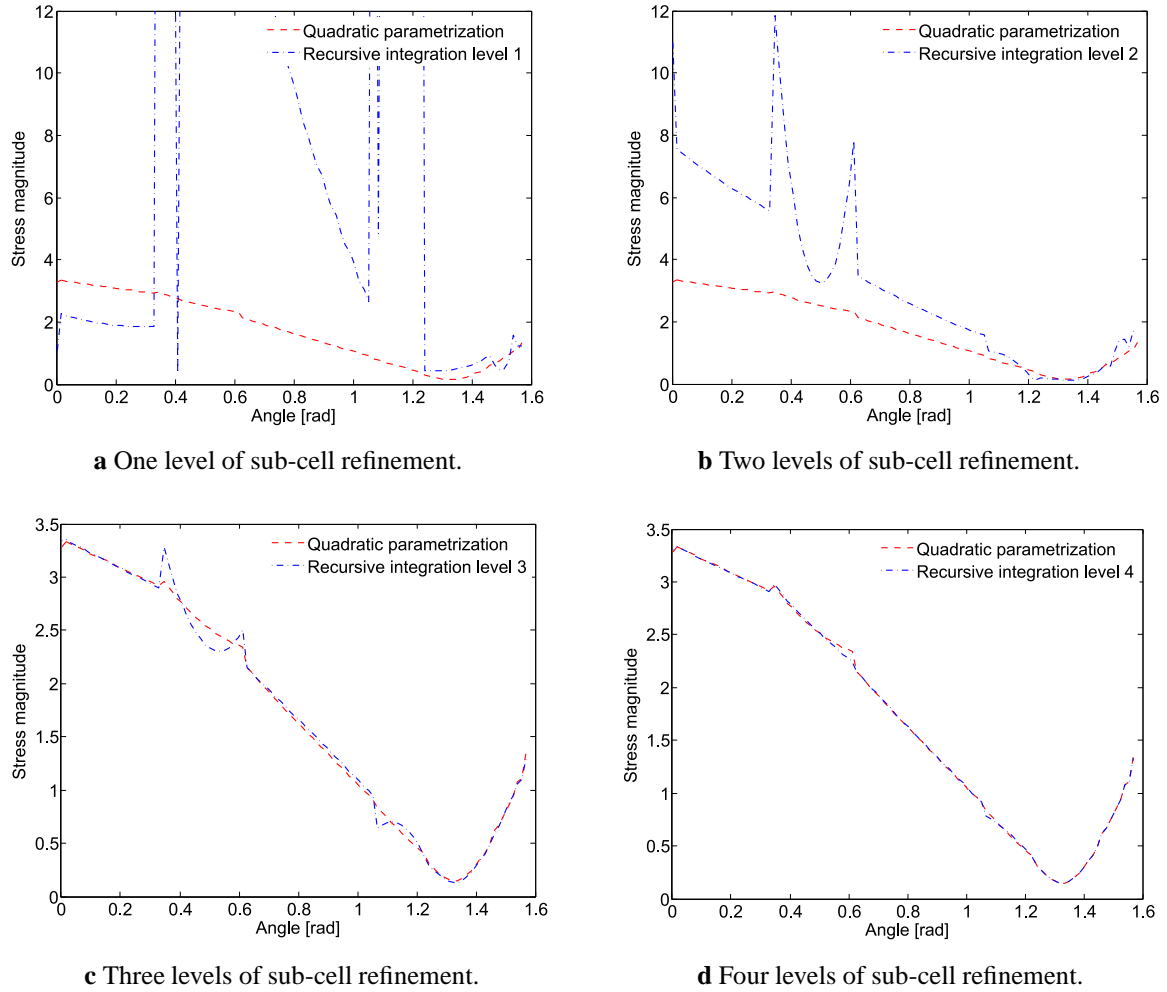 12
10
8
6
4
2
0
Stress magnitude
Quadratic parametrization
Recursive integration level 1
0 0.2 0.4 0.6 0.8 1 1.2 1.4 1.6
Angle [rad]
a One level of sub-cell refinement.
12
10
8
6
4
2
0
Stress magnitude
Quadratic parametrization
Recursive integration level 2
0 0.2 0.4 0.6 0.8 1 1.2 1.4 1.6
Angle [rad]
b Two levels of sub-cell refinement.
3.5
3
2.5
2
1.5
1
0.5
0
Stress magnitude
Quadratic parametrization
Recursive integration level 3
0 0.2 0.4 0.6 0.8 1 1.2 1.4 1.6
Angle [rad]
c Three levels of sub-cell refinement.
3.5
3
2.5
2
1.5
1
0.5
0
Stress magnitude
Quadratic parametrization
Recursive integration level 4
0 0.2 0.4 0.6 0.8 1 1.2 1.4 1.6
Angle [rad]
d Four levels of sub-cell refinement.